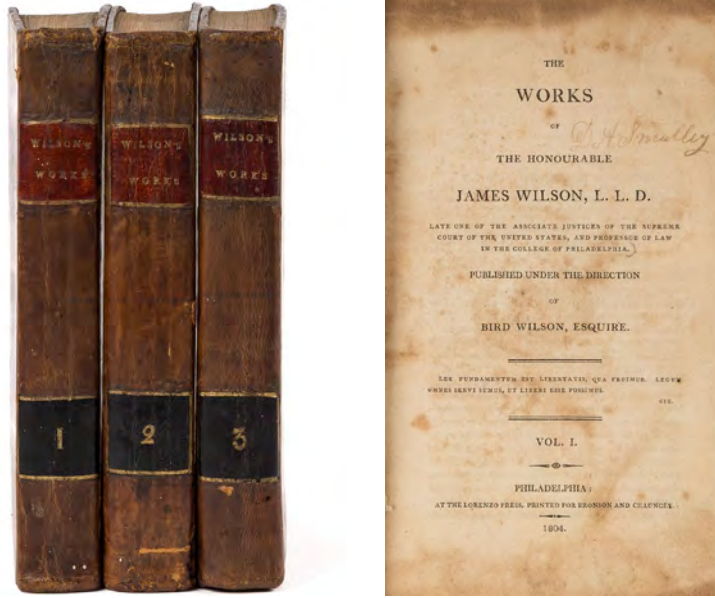 WILSON'S
WORKS
1
WILSON'S
WORKS
2
WILSON'S
WORKS
3
THE
WORKS
OF
D. A. Smalley
THE HONOURABLE
JAMES WILSON, L. L. D.
LATE ONE OF THE ASSOCIATE JUSTICES OF THE SUPREME
COURT OF THE UNITED STATES, AND PROFESSOR OF LAW
IN THE COLLEGE OF PHILADELPHIA.
PUBLISHED UNDER THE DIRECTION
OF
BIRD WILSON, ESQUIRE.
LEX FUNDAMENTUM EST LIBERTATIS, QUA FRUIMUR. LEGUM
OMNES SERVI SUMUS, UT LIBERI ESSE POSSIMUS.
CIC.
VOL. I.
PHILADELPHIA:
AT THE LORENZO PRESS, PRINTED FOR BRONSON AND CHAUNCEY.
1804.